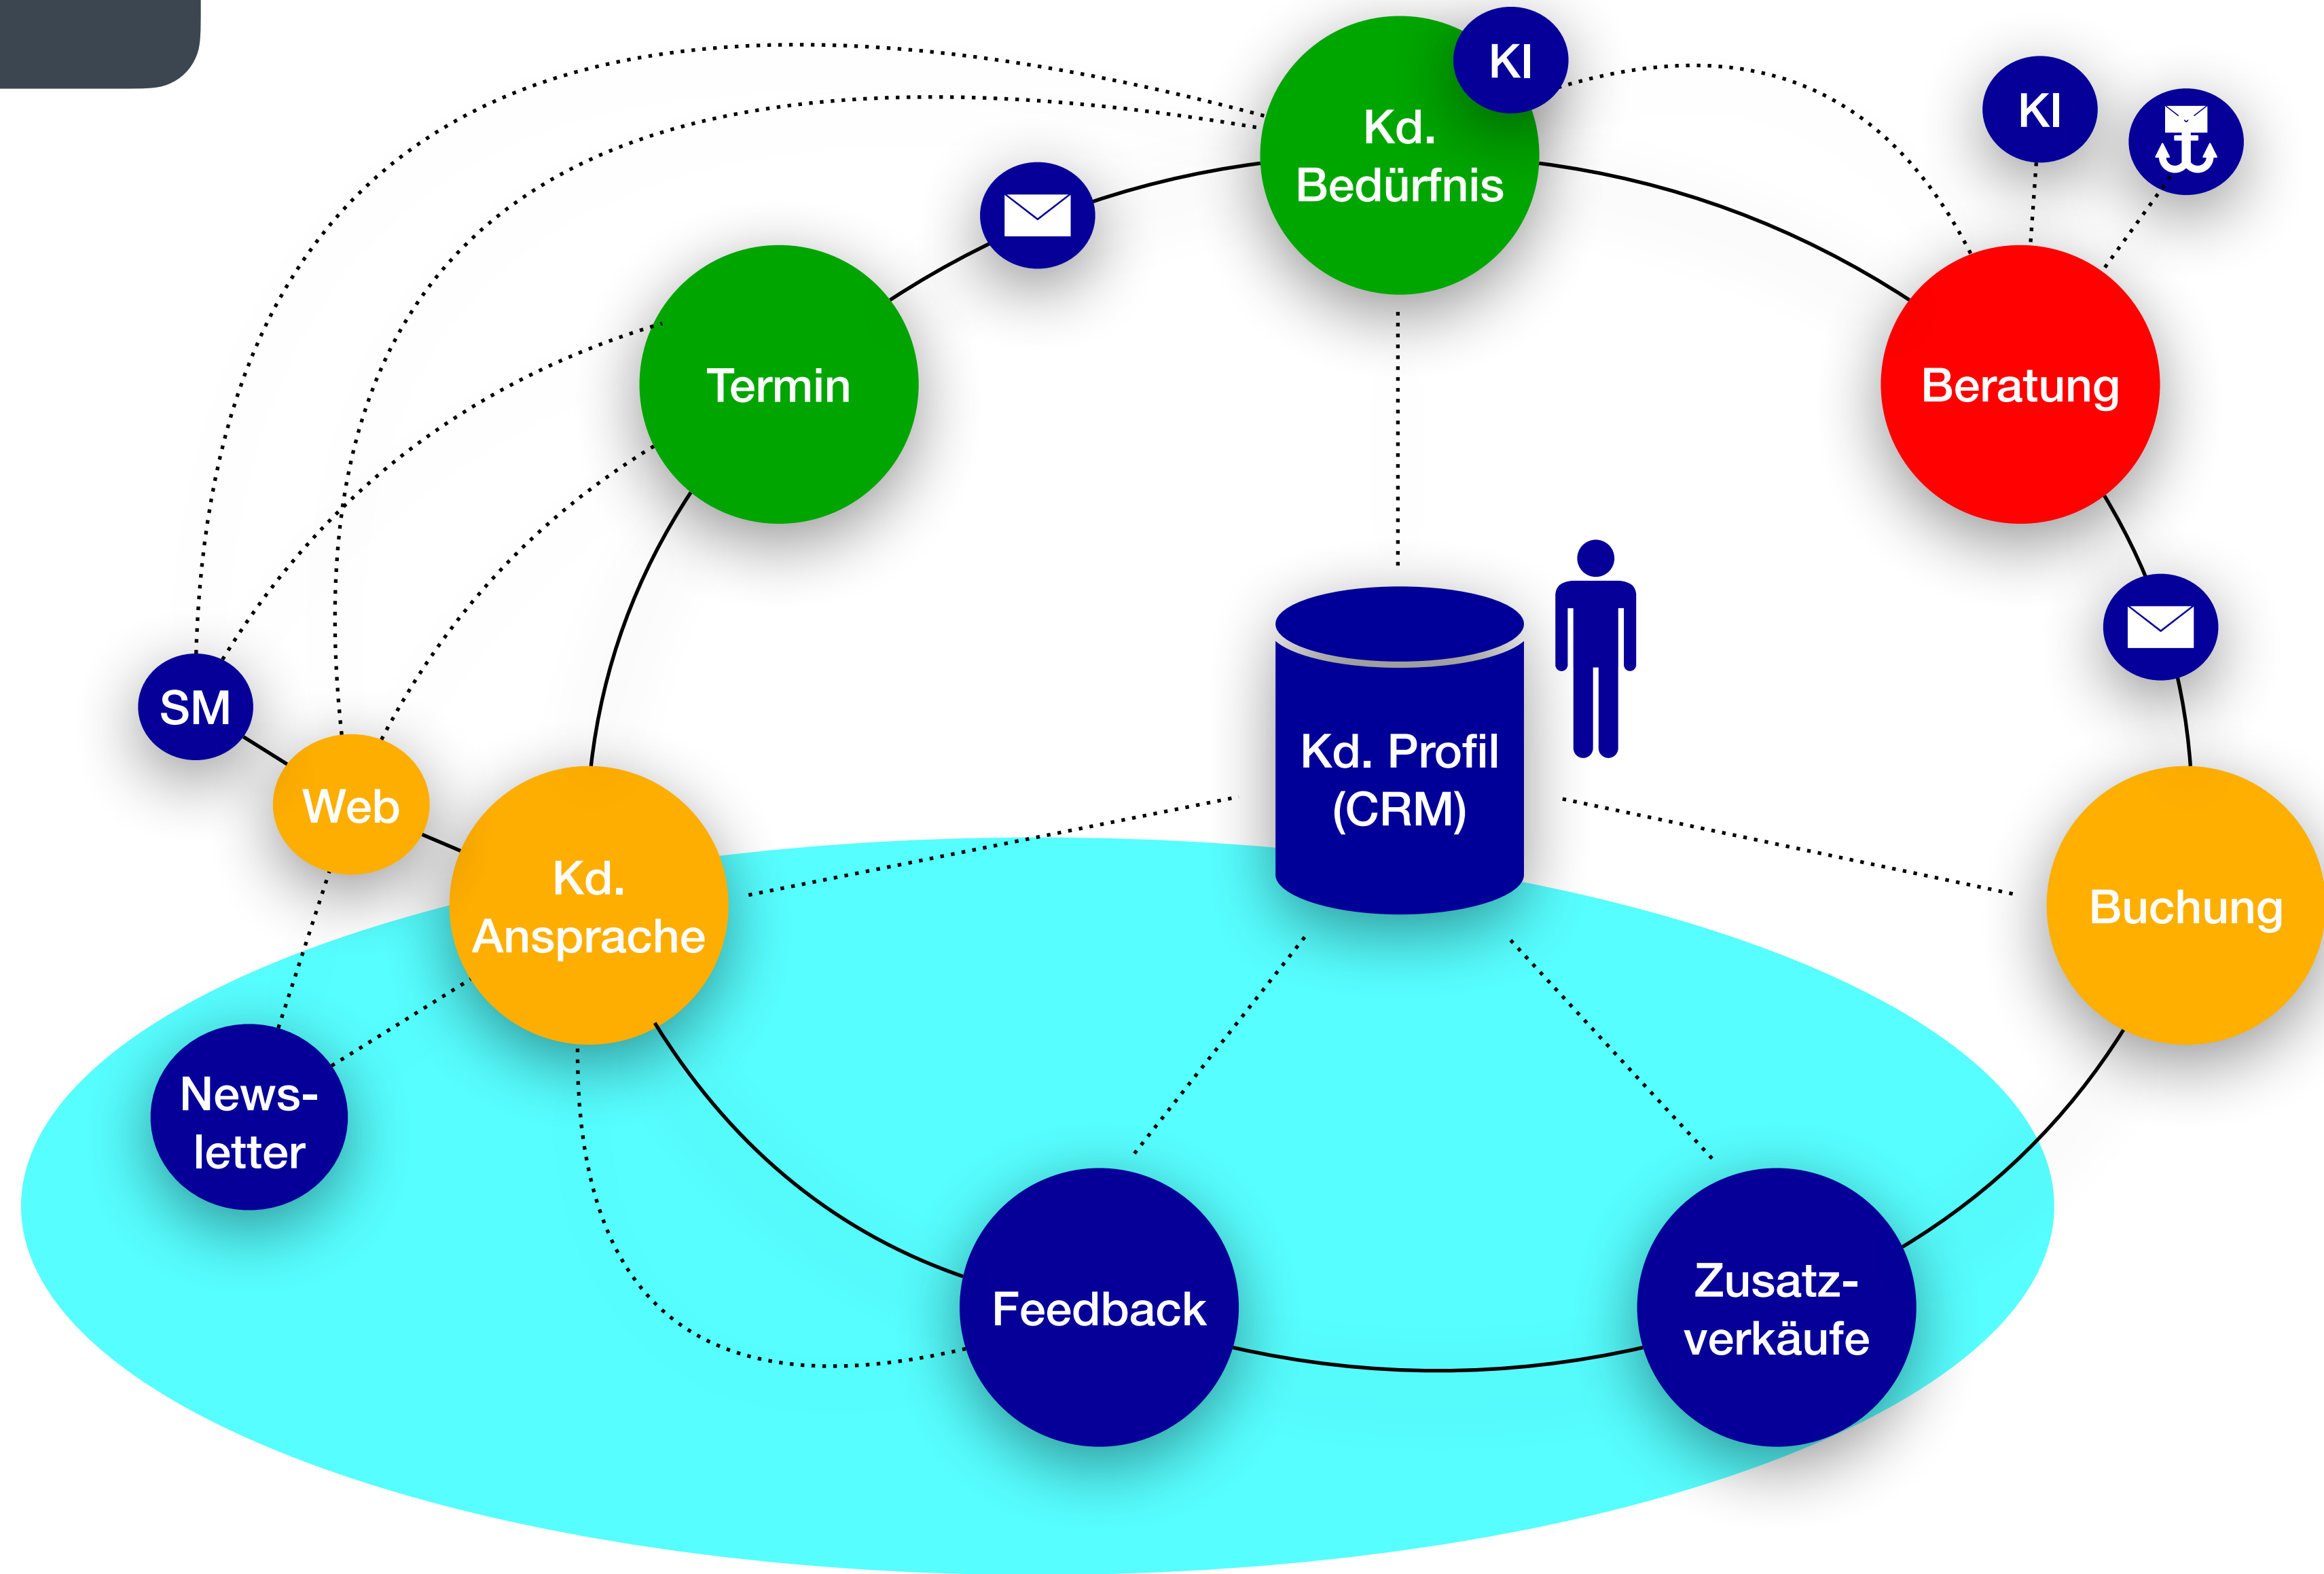 KI
Kd.
Bedürfnis
KI
Termin
Beratung
SM
Web
Kd. Profil
(CRM)
Kd.
Ansprache
Buchung
News-
letter
Feedback
Zusatz-
verkäufe